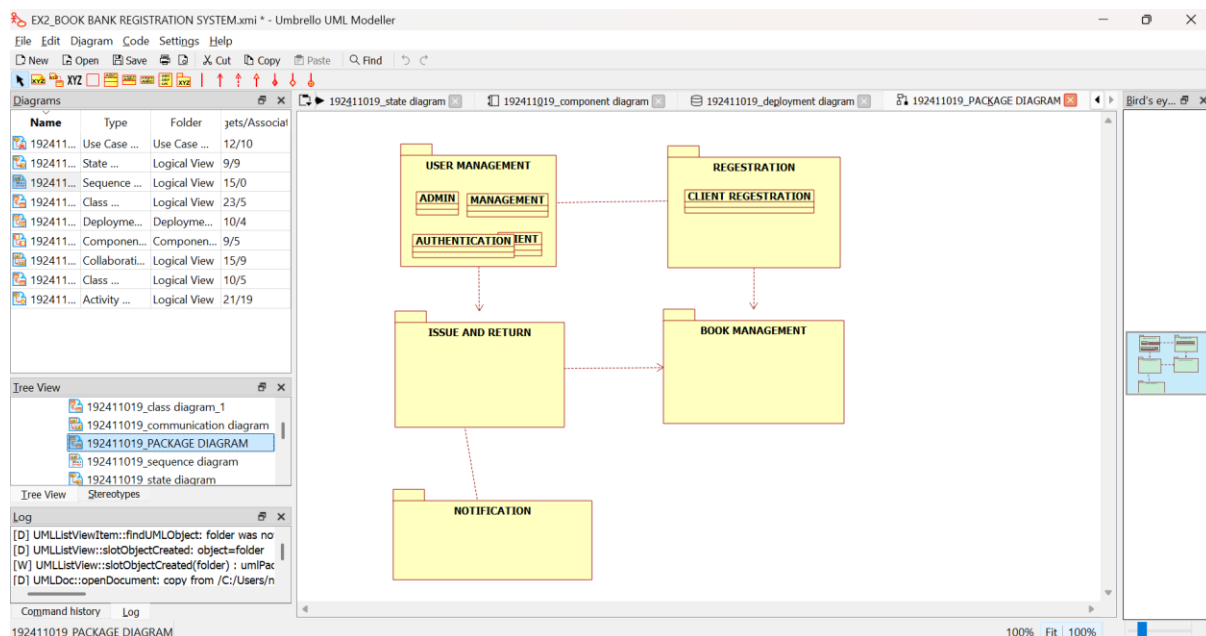 EX2_BOOK BANK REGISTRATION SYSTEM.xmi * - Umbrello UML Modeller
File Edit Diagram Code Settings Help
New Open Save Cut Copy Paste Find
XYZ
Diagrams
192411019_state diagram 192411019_component diagram 192411019_deployment diagram 192411019_PACKAGE DIAGRAM
Bird's ey...
Name Type Folder gets/Associat
192411... Use Case ... Use Case ... 12/10
192411... State ... Logical View 9/9
192411... Sequence ... Logical View 15/0
192411... Class ... Logical View 23/5
192411... Deployme... Deployme... 10/4
192411... Componen... Componen... 9/5
192411... Collaborati... Logical View 15/9
192411... Class ... Logical View 10/5
192411... Activity ... Logical View 21/19
USER MANAGEMENT
ADMIN MANAGEMENT
AUTHENTICATION
REGESTRATION
CLIENT REGESTRATION
ISSUE AND RETURN
BOOK MANAGEMENT
NOTIFICATION
Tree View
192411019_class diagram_1
192411019_communication diagram
192411019_PACKAGE DIAGRAM
192411019_sequence diagram
192411019_state diagram
Tree View Stereotypes
Log
[D] UMLListViewItem::findUMLObject: folder was no
[D] UMLListView::slotObjectCreated: object=folder
[W] UMLListView::slotObjectCreated(folder) : umlPac
[D] UMLDoc::openDocument: copy from /C:/Users/n
Command history Log
192411019_PACKAGE DIAGRAM
100% Fit 100%